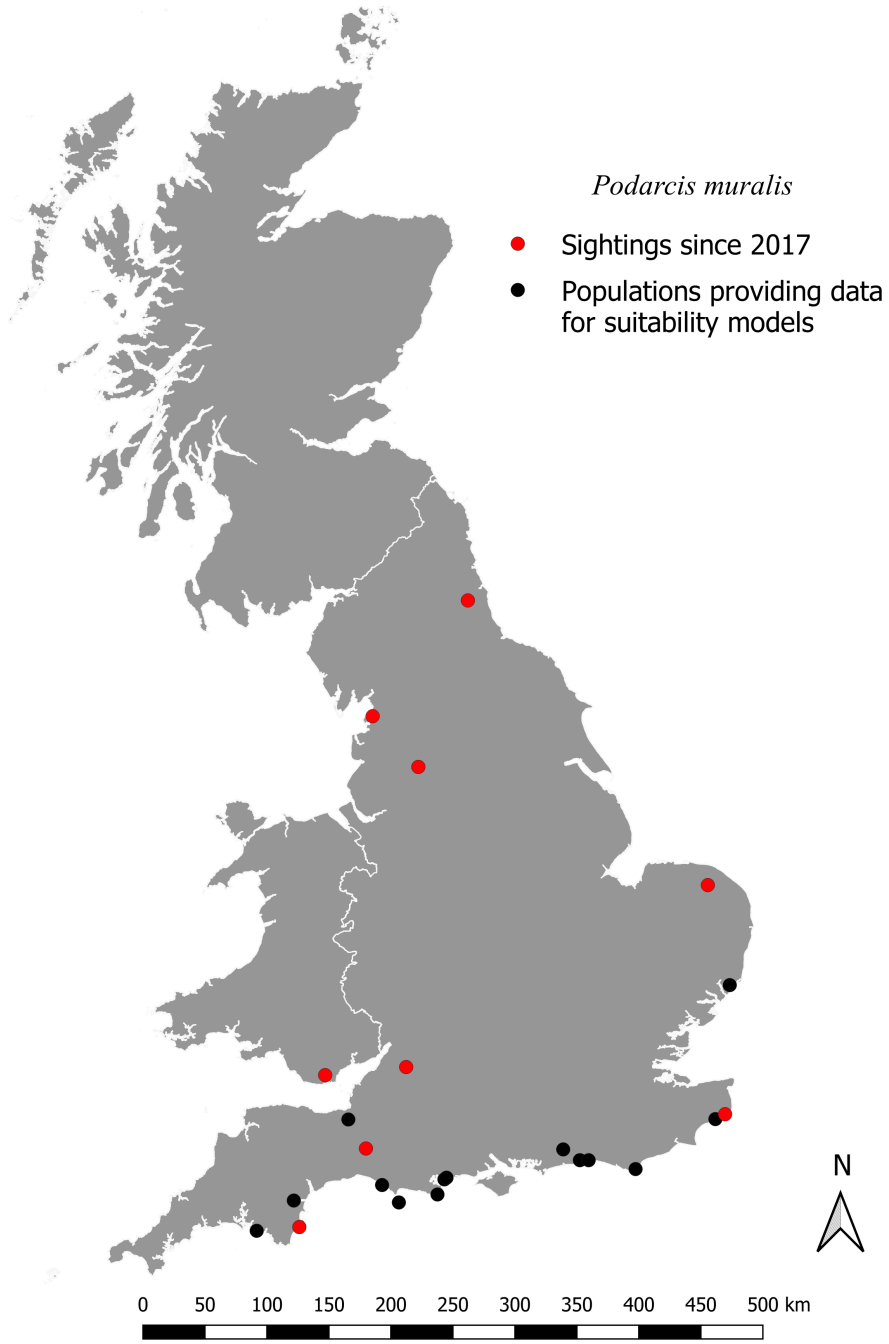 Podarcis muralis
Sightings since 2017
Populations providing data
for suitability models
N
0 50 100 150 200 250 300 350 400 450 500 km